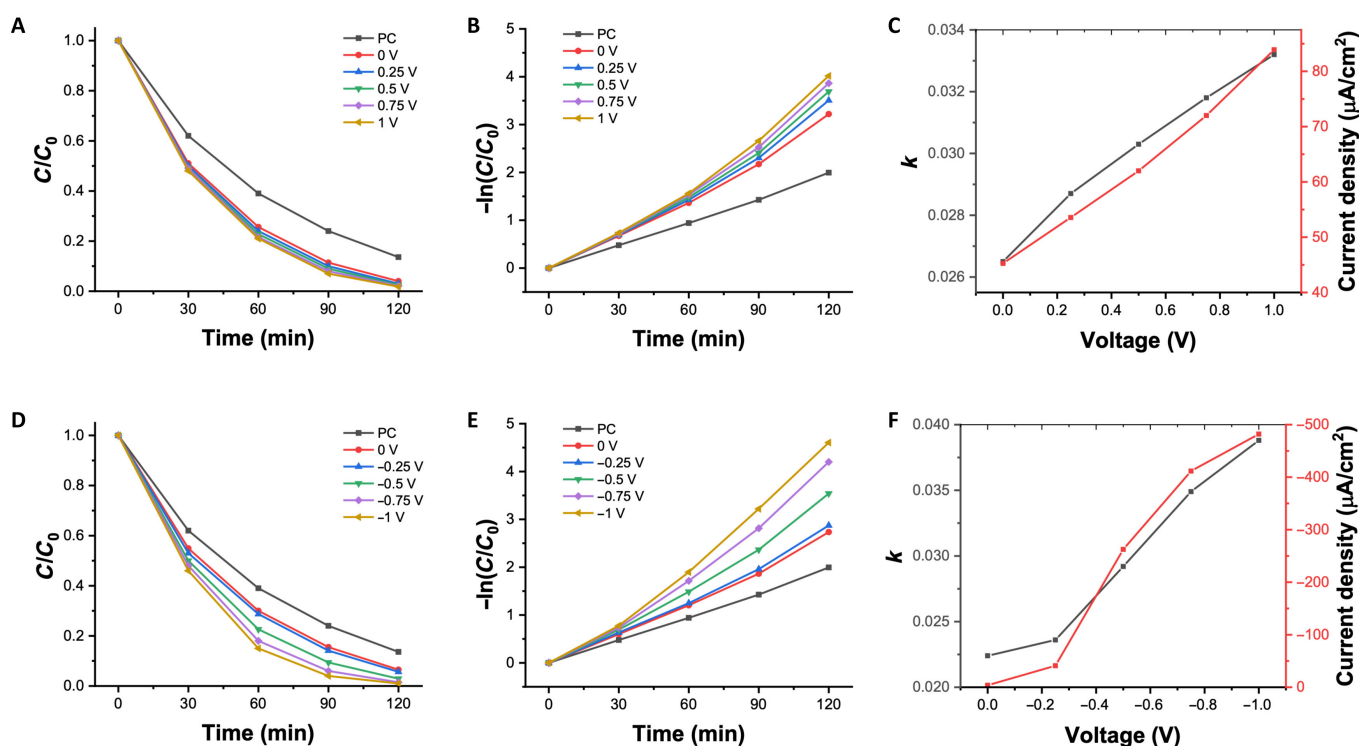 A
C/C0
1.0
0.8
0.6
0.4
0.2
0.0
PC
0 V
0.25 V
0.5 V
0.75 V
1 V
0 30 60 90 120
Time (min)
B
–ln(C/C0)
5
4
3
2
1
0
PC
0 V
0.25 V
0.5 V
0.75 V
1 V
0 30 60 90 120
Time (min)
C
k
0.034
0.032
0.030
0.028
0.026
80
70
60
50
40
Current density (μA/cm2)
0.0 0.2 0.4 0.6 0.8 1.0
Voltage (V)
D
C/C0
1.0
0.8
0.6
0.4
0.2
0.0
PC
0 V
–0.25 V
–0.5 V
–0.75 V
–1 V
0 30 60 90 120
Time (min)
E
–ln(C/C0)
5
4
3
2
1
0
PC
0 V
–0.25 V
–0.5 V
–0.75 V
–1 V
0 30 60 90 120
Time (min)
F
k
0.040
0.035
0.030
0.025
0.020
–500
–400
–300
–200
–100
0
Current density (μA/cm2)
0.0 –0.2 –0.4 –0.6 –0.8 –1.0
Voltage (V)